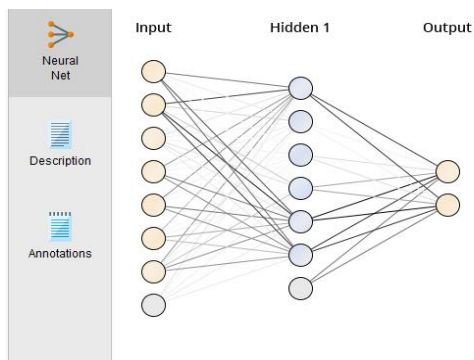 Neural
Net
Description
Annotations
Input
Hidden 1
Output